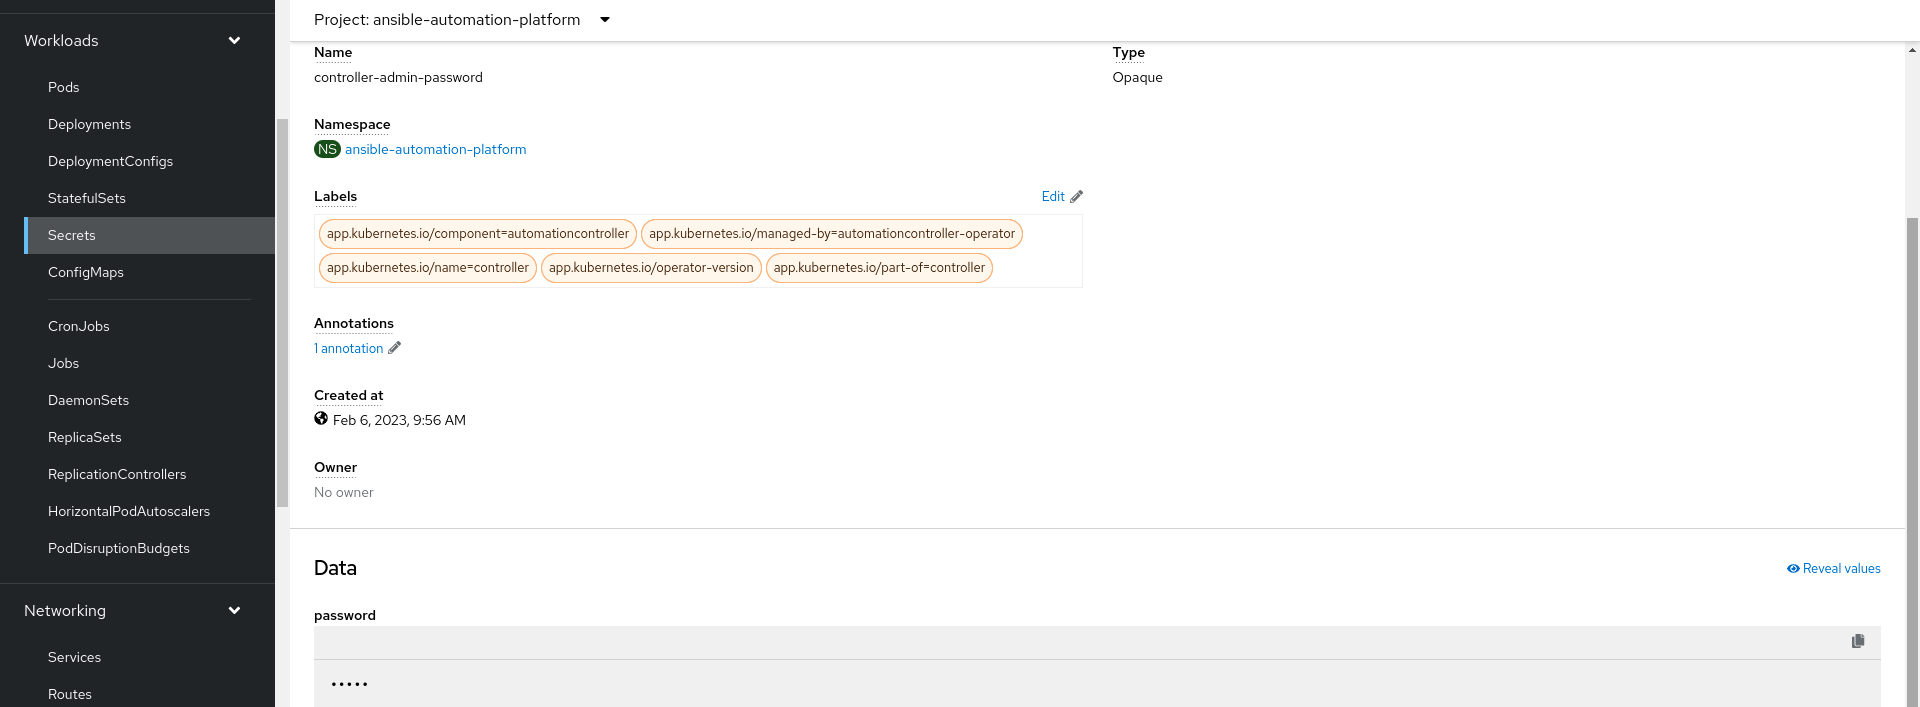 Workloads
Pods
Deployments
DeploymentConfigs
StatefulSets
Secrets
ConfigMaps
CronJobs
Jobs
DaemonSets
ReplicaSets
ReplicationControllers
HorizontalPodAutoscalers
PodDisruptionBudgets
Networking
Services
Routes
Project: ansible-automation-platform
Name
controller-admin-password
Type
Opaque
Namespace
NS ansible-automation-platform
Labels
Edit
app.kubernetes.io/component=automationcontroller app.kubernetes.io/managed-by=automationcontroller-operator
app.kubernetes.io/name=controller app.kubernetes.io/operator-version app.kubernetes.io/part-of=controller
Annotations
1 annotation
Created at
Feb 6, 2023, 9:56 AM
Owner
No owner
Data
Reveal values
password
•••••